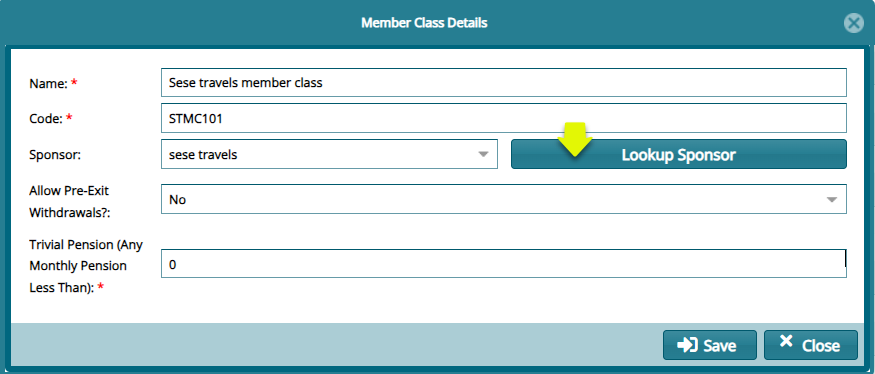 Member Class Details
Name: *
Sese travels member class
Code: *
STMC101
Sponsor:
sese travels
Lookup Sponsor
Allow Pre-Exit
Withdrawals?:
No
Trivial Pension (Any
Monthly Pension
Less Than): *
0
Save
Close